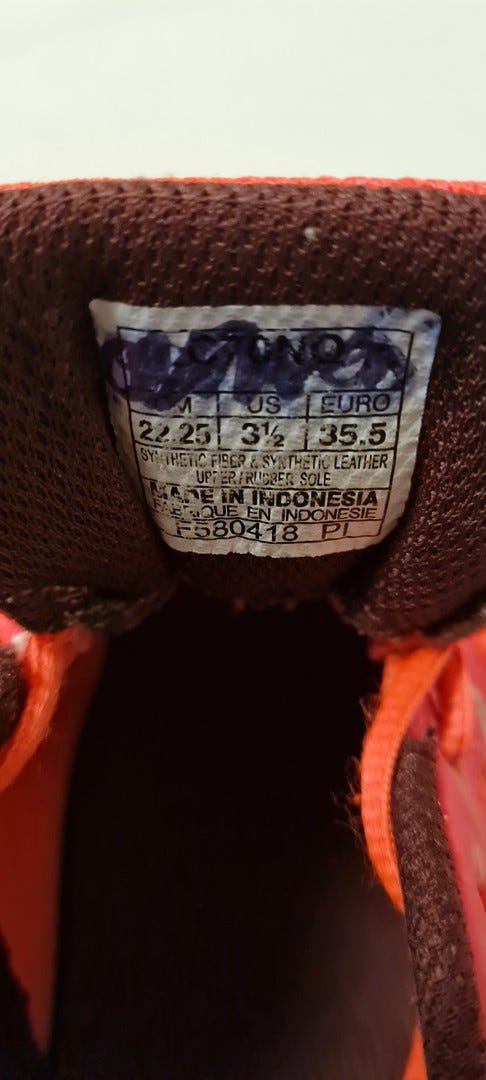 C70NQ
CM US EURO
22.25 3½ 35.5
SYNTHETIC FIBER & SYNTHETIC LEATHER
UPPER/RUBBER SOLE
MADE IN INDONESIA
FABRIQUE EN INDONESIE
F580418 PI